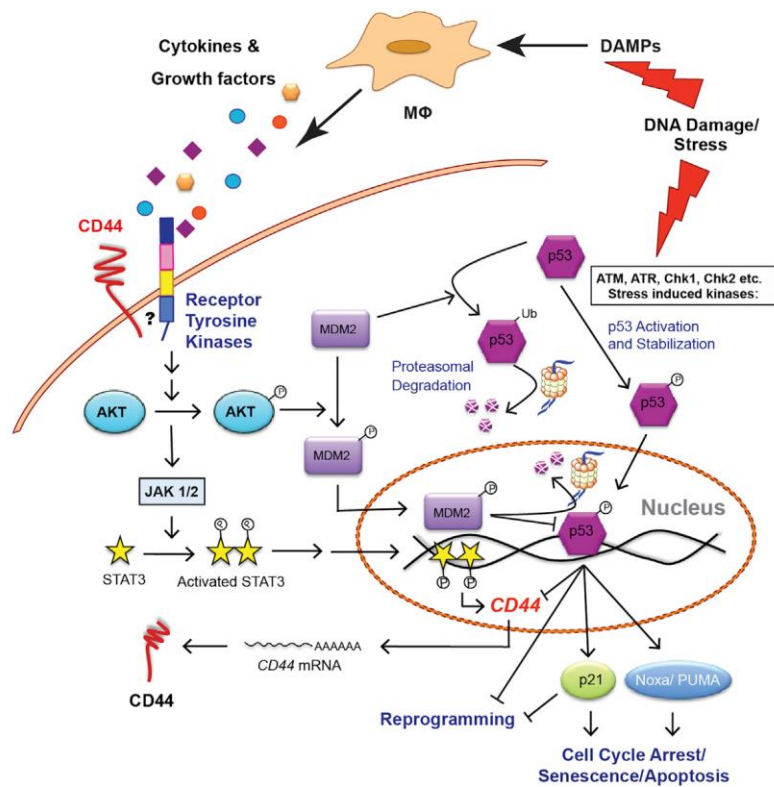 Cytokines &
Growth factors
MΦ
DAMPs
DNA Damage/
Stress
CD44
?
Receptor
Tyrosine
Kinases
p53
ATM, ATR, Chk1, Chk2 etc.
Stress induced kinases:
MDM2
Ub
p53
p53 Activation
and Stabilization
Proteasomal
Degradation
P
p53
AKT
P
AKT
P
MDM2
JAK 1/2
P
MDM2
P
p53
Nucleus
P P
STAT3
Activated STAT3
P P
CD44
AAAAAA
CD44 mRNA
CD44
p21
Noxa/ PUMA
Reprogramming
Cell Cycle Arrest/
Senescence/Apoptosis